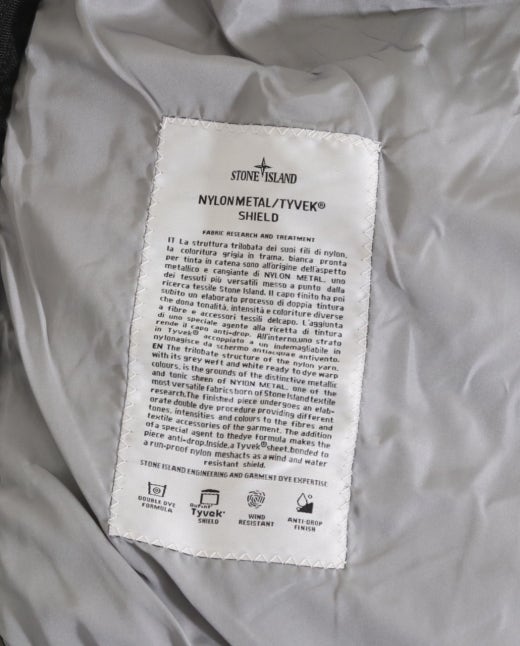 STONE ISLAND
NYLON METAL/TYVEK®
SHIELD
FABRIC RESEARCH AND TREATMENT
IT La struttura trilobata dei suoi fili di nylon,
la coloritura grigia in trama, bianca pronta
per tinta in catena sono all'origine dell'aspetto
metallico e cangiante di NYLON METAL, uno
dei tessuti più versatili messo a punto dalla
ricerca tessile Stone Island. Il capo finito ha poi
subito un elaborato processo di doppia tintura
che dona tonalità, intensità e coloriture diverse
a fibre e accessori tessili delcapo. L'aggiunta
di uno speciale agente alla ricetta di tintura
rende il capo anti-drop. All'interno,uno strato
in Tyvek® accoppiato a un indemagliabile in
nylonagisce da schermo antiacquae antivento.
EN The trilobate structure of the nylon yarn,
with its grey weft and white ready to dye warp
colours, is the grounds of the distinctive metallic
and tonic sheen of NYLON METAL, one of the
most versatile fabrics born of Stone Island textile
research.The finished piece undergoes an elab-
orate double dye procedure providing different
tones, intensities and colours to the fibres and
textile accessories of the garment. The addition
of a special agent to thedye formula makes the
piece anti-drop.Inside,a Tyvek®sheet,bonded to
a run-proof nylon meshacts as a wind and water
resistant shield.
STONE ISLAND ENGINEERING AND GARMENT DYE EXPERTISE
DOUBLE DYE
FORMULA
DuPont™
Tyvek®
SHIELD
WIND
RESISTANT
ANTI-DROP
FINISH